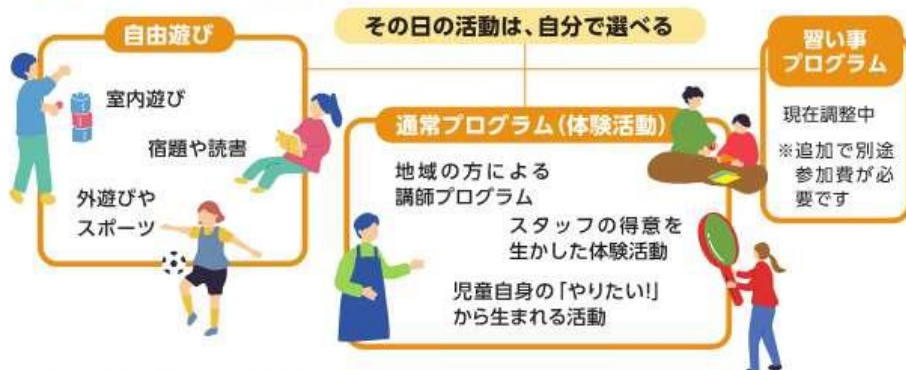 その日の活動は、自分で選べる
自由遊び
室内遊び
宿題や読書
外遊びや
スポーツ
通常プログラム(体験活動)
地域の方による
講師プログラム
スタッフの得意を
生かした体験活動
児童自身の「やりたい!」
から生まれる活動
習い事
プログラム
現在調整中
※追加で別途
参加費が必
要です